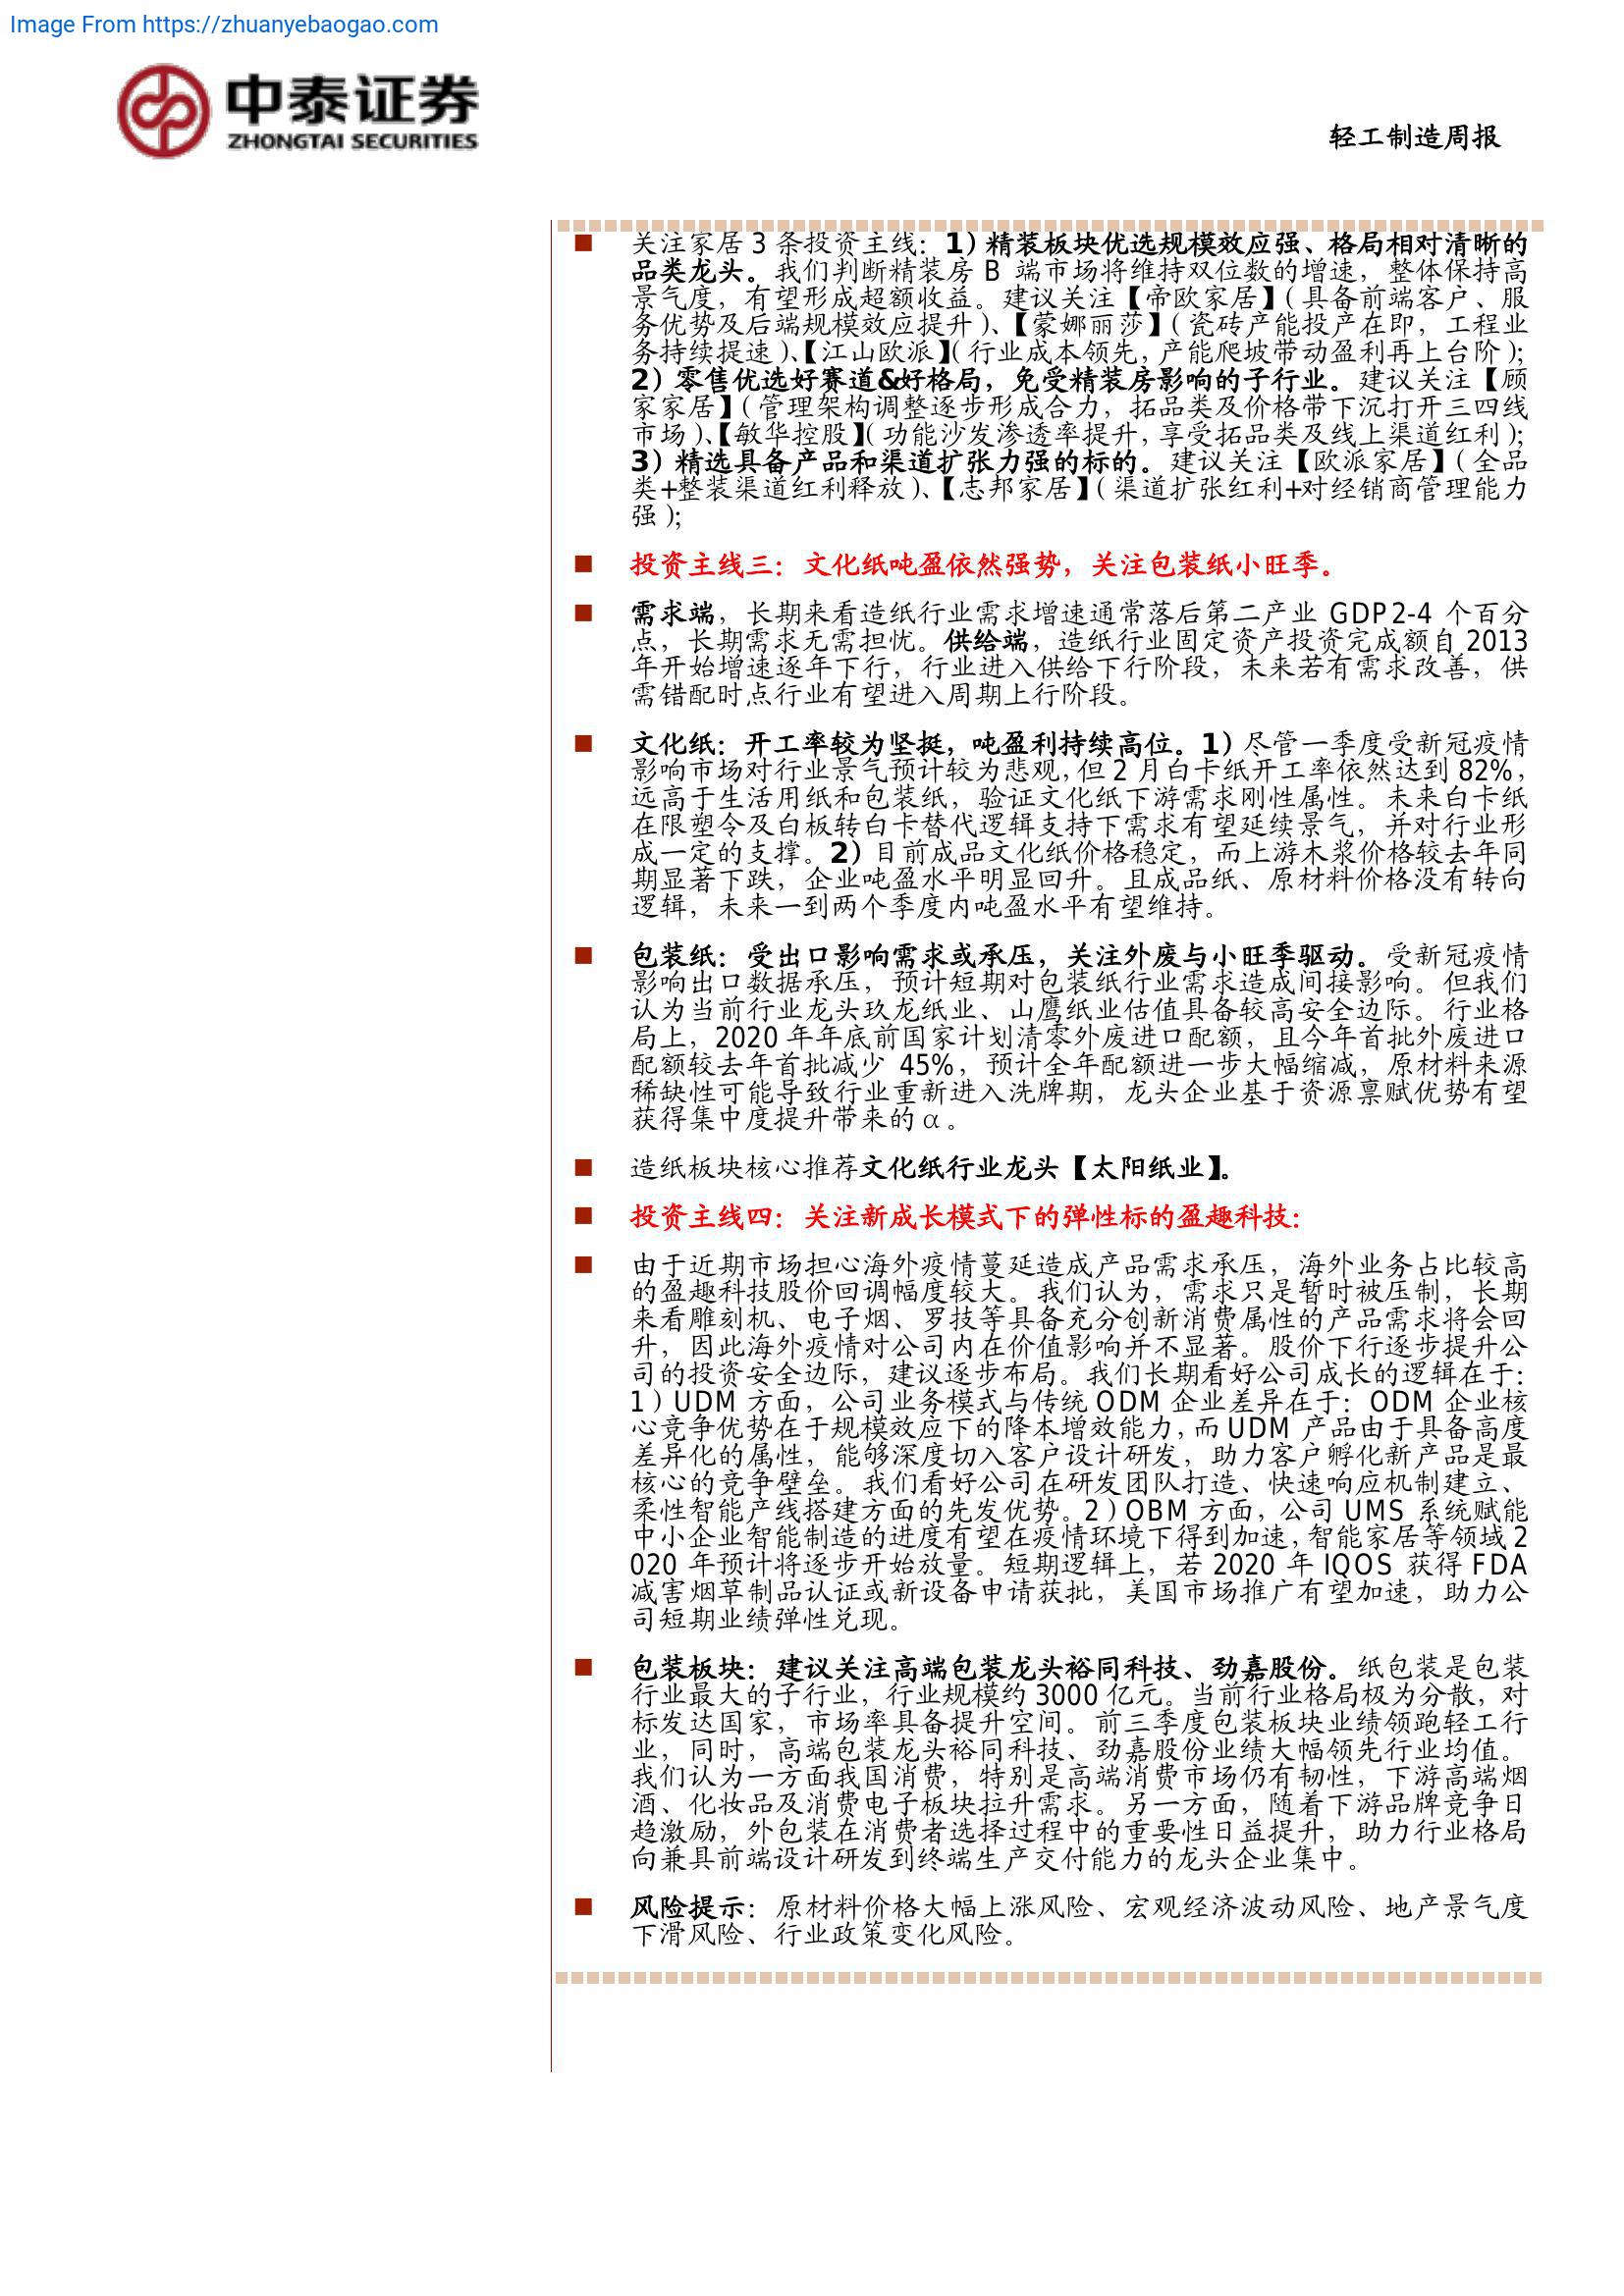 Image From https://zhuanyebaogao.com
中泰证券
ZHONGTAI SECURITIES
轻工制造周报
■ 关注家居 3 条投资主线：1）精装板块优选规模效应强、格局相对清晰的
品类龙头。我们判断精装房 B 端市场将维持双位数的增速，整体保持高
景气度，有望形成超额收益。建议关注【帝欧家居】（具备前端客户、服
务优势及后端规模效应提升）、【蒙娜丽莎】（瓷砖产能投产在即，工程业
务持续提速）、【江山欧派】（行业成本领先，产能爬坡带动盈利再上台阶）；
2）零售优选好赛道&好格局，免受精装房影响的子行业。建议关注【顾
家家居】（管理架构调整逐步形成合力，拓品类及价格带下沉打开三四线
市场）、【敏华控股】（功能沙发渗透率提升，享受拓品类及线上渠道红利）；
3）精选具备产品和渠道扩张力强的标的。建议关注【欧派家居】（全品
类+整装渠道红利释放）、【志邦家居】（渠道扩张红利+对经销商管理能力
强）；
■ 投资主线三：文化纸吨盈依然强势，关注包装纸小旺季。
■ 需求端，长期来看造纸行业需求增速通常落后第二产业 GDP2-4 个百分
点，长期需求无需担忧。供给端，造纸行业固定资产投资完成额自 2013
年开始增速逐年下行，行业进入供给下行阶段，未来若有需求改善，供
需错配时点行业有望进入周期上行阶段。
■ 文化纸：开工率较为坚挺，吨盈利持续高位。1）尽管一季度受新冠疫情
影响市场对行业景气预计较为悲观，但 2 月白卡纸开工率依然达到 82%，
远高于生活用纸和包装纸，验证文化纸下游需求刚性属性。未来白卡纸
在限塑令及白板转白卡替代逻辑支持下需求有望延续景气，并对行业形
成一定的支撑。2）目前成品文化纸价格稳定，而上游木浆价格较去年同
期显著下跌，企业吨盈水平明显回升。且成品纸、原材料价格没有转向
逻辑，未来一到两个季度内吨盈水平有望维持。
■ 包装纸：受出口影响需求或承压，关注外废与小旺季驱动。受新冠疫情
影响出口数据承压，预计短期对包装纸行业需求造成间接影响。但我们
认为当前行业龙头玖龙纸业、山鹰纸业估值具备较高安全边际。行业格
局上，2020 年年底前国家计划清零外废进口配额，且今年首批外废进口
配额较去年首批减少 45%，预计全年配额进一步大幅缩减，原材料来源
稀缺性可能导致行业重新进入洗牌期，龙头企业基于资源禀赋优势有望
获得集中度提升带来的 α。
■ 造纸板块核心推荐文化纸行业龙头【太阳纸业】。
■ 投资主线四：关注新成长模式下的弹性标的盈趣科技：
■ 由于近期市场担心海外疫情蔓延造成产品需求承压，海外业务占比较高
的盈趣科技股价回调幅度较大。我们认为，需求只是暂时被压制，长期
来看雕刻机、电子烟、罗技等具备充分创新消费属性的产品需求将会回
升，因此海外疫情对公司内在价值影响并不显著。股价下行逐步提升公
司的投资安全边际，建议逐步布局。我们长期看好公司成长的逻辑在于：
1）UDM 方面，公司业务模式与传统 ODM 企业差异在于：ODM 企业核
心竞争优势在于规模效应下的降本增效能力，而 UDM 产品由于具备高度
差异化的属性，能够深度切入客户设计研发，助力客户孵化新产品是最
核心的竞争壁垒。我们看好公司在研发团队打造、快速响应机制建立、
柔性智能产线搭建方面的先发优势。2）OBM 方面，公司 UMS 系统赋能
中小企业智能制造的进度有望在疫情环境下得到加速，智能家居等领域 2
020 年预计将逐步开始放量。短期逻辑上，若 2020 年 IQOS 获得 FDA
减害烟草制品认证或新设备申请获批，美国市场推广有望加速，助力公
司短期业绩弹性兑现。
■ 包装板块：建议关注高端包装龙头裕同科技、劲嘉股份。纸包装是包装
行业最大的子行业，行业规模约 3000 亿元。当前行业格局极为分散，对
标发达国家，市场率具备提升空间。前三季度包装板块业绩领跑轻工行
业，同时，高端包装龙头裕同科技、劲嘉股份业绩大幅领先行业均值。
我们认为一方面我国消费，特别是高端消费市场仍有韧性，下游高端烟
酒、化妆品及消费电子板块拉升需求。另一方面，随着下游品牌竞争日
趋激励，外包装在消费者选择过程中的重要性日益提升，助力行业格局
向兼具前端设计研发到终端生产交付能力的龙头企业集中。
■ 风险提示：原材料价格大幅上涨风险、宏观经济波动风险、地产景气度
下滑风险、行业政策变化风险。